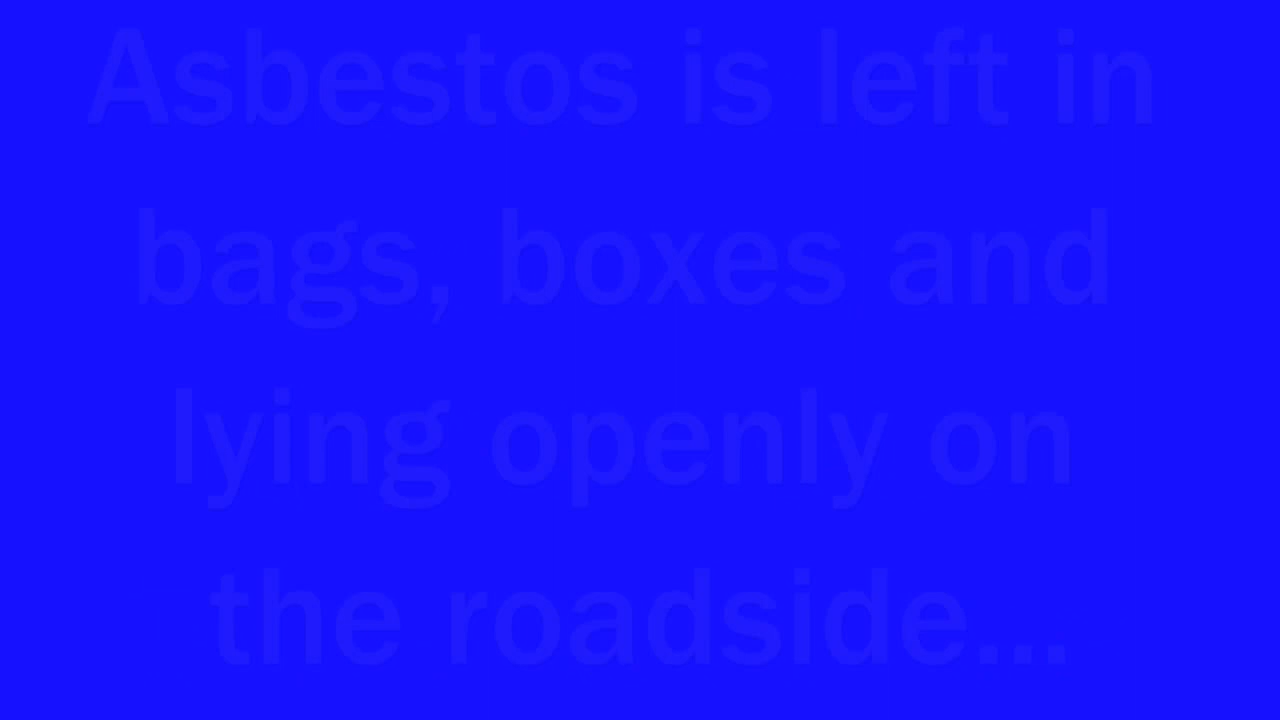 Asbestos is left in
bags, boxes and
lying openly on
the roadside...